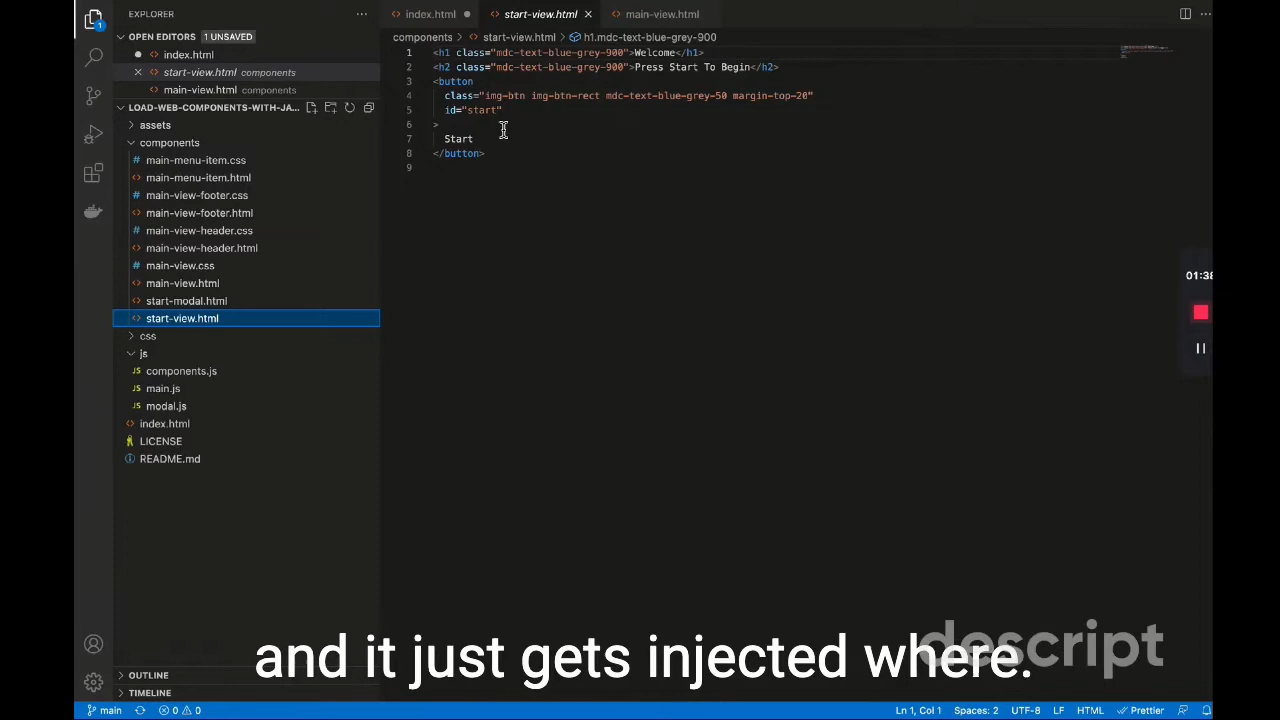 EXPLORER
OPEN EDITORS 1 UNSAVED
index.html
start-view.html components
main-view.html components
LOAD-WEB-COMPONENTS-WITH-JA...
assets
components
main-menu-item.css
main-menu-item.html
main-view-footer.css
main-view-footer.html
main-view-header.css
main-view-header.html
main-view.css
main-view.html
start-modal.html
start-view.html
css
js
components.js
main.js
modal.js
index.html
LICENSE
README.md
OUTLINE
TIMELINE
index.html start-view.html main-view.html
components > start-view.html > h1.mdc-text-blue-grey-900
1 <h1 class="mdc-text-blue-grey-900">Welcome</h1>
2 <h2 class="mdc-text-blue-grey-900">Press Start To Begin</h2>
3 <button
4 class="img-btn img-btn-rect mdc-text-blue-grey-50 margin-top-20"
5 id="start"
6 >
7 Start
8 </button>
9
01:38
and it just gets injected where.
descript
main 0 0 Ln 1, Col 1 Spaces: 2 UTF-8 LF HTML Prettier